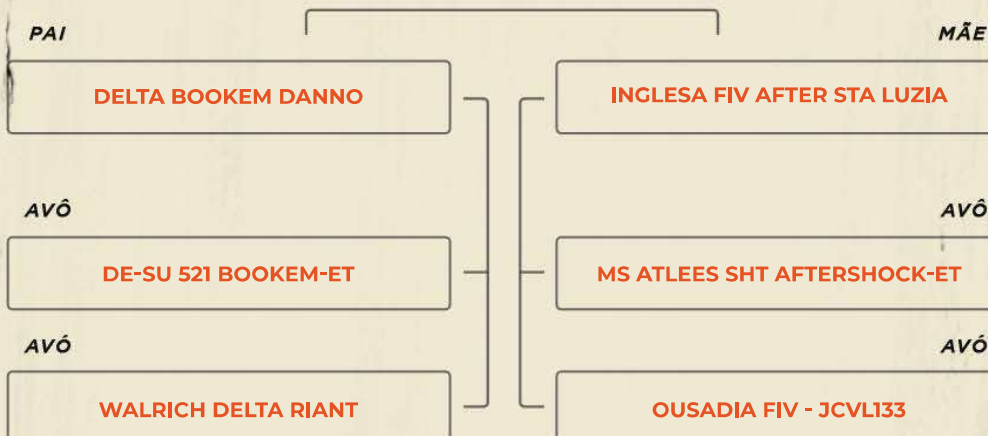 PAI
MÃE
DELTA BOOKEM DANNO
INGLESA FIV AFTER STA LUZIA
AVÔ
AVÔ
DE-SU 521 BOOKEM-ET
MS ATLEES SHT AFTERSHOCK-ET
AVÓ
AVÓ
WALRICH DELTA RIANT
OUSADIA FIV - JCVL133